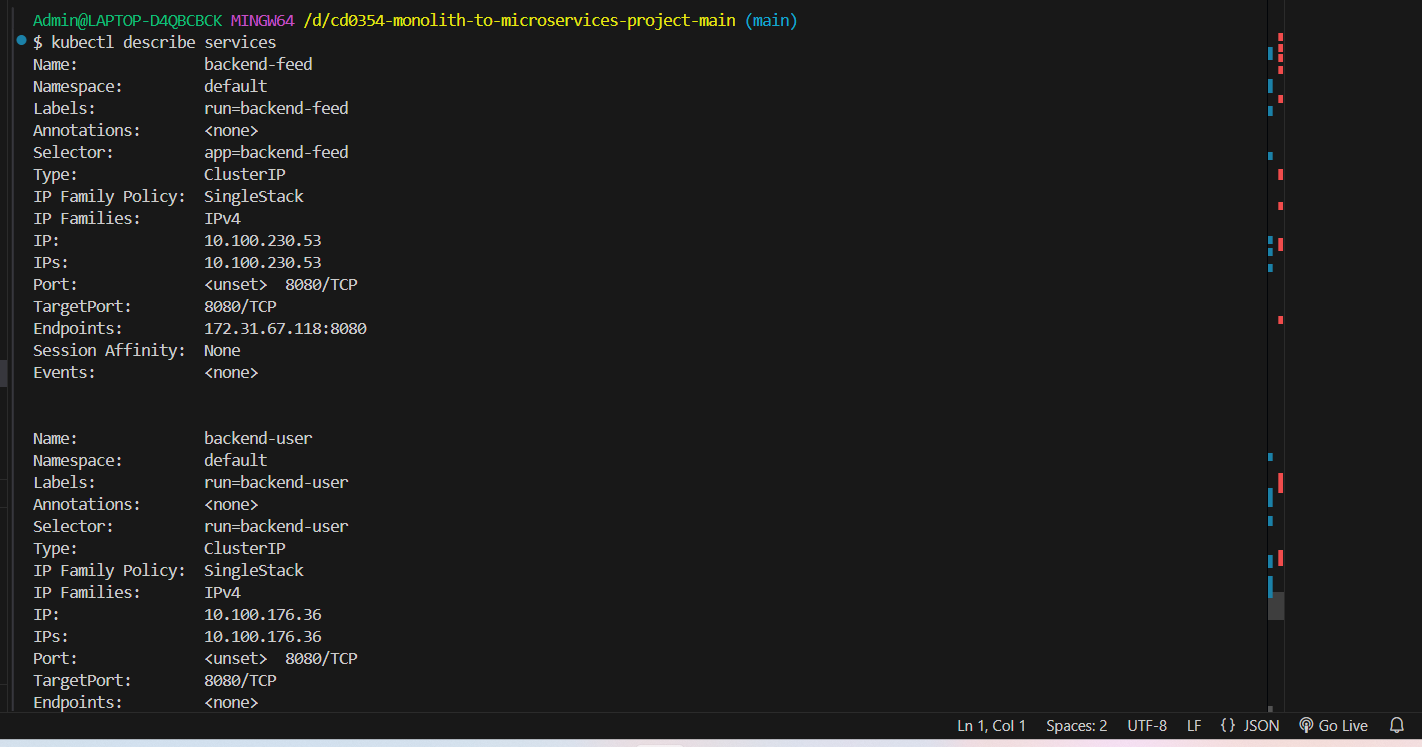 Admin@LAPTOP-D4QBCBCK MINGW64 /d/cd0354-monolith-to-microservices-project-main (main)
$ kubectl describe services
Name:              backend-feed
Namespace:         default
Labels:            run=backend-feed
Annotations:       <none>
Selector:          app=backend-feed
Type:              ClusterIP
IP Family Policy:  SingleStack
IP Families:       IPv4
IP:                10.100.230.53
IPs:               10.100.230.53
Port:              <unset>  8080/TCP
TargetPort:        8080/TCP
Endpoints:         172.31.67.118:8080
Session Affinity:  None
Events:            <none>
Name:              backend-user
Namespace:         default
Labels:            run=backend-user
Annotations:       <none>
Selector:          run=backend-user
Type:              ClusterIP
IP Family Policy:  SingleStack
IP Families:       IPv4
IP:                10.100.176.36
IPs:               10.100.176.36
Port:              <unset>  8080/TCP
TargetPort:        8080/TCP
Endpoints:         <none>
Ln 1, Col 1 Spaces: 2 UTF-8 LF {} JSON Go Live